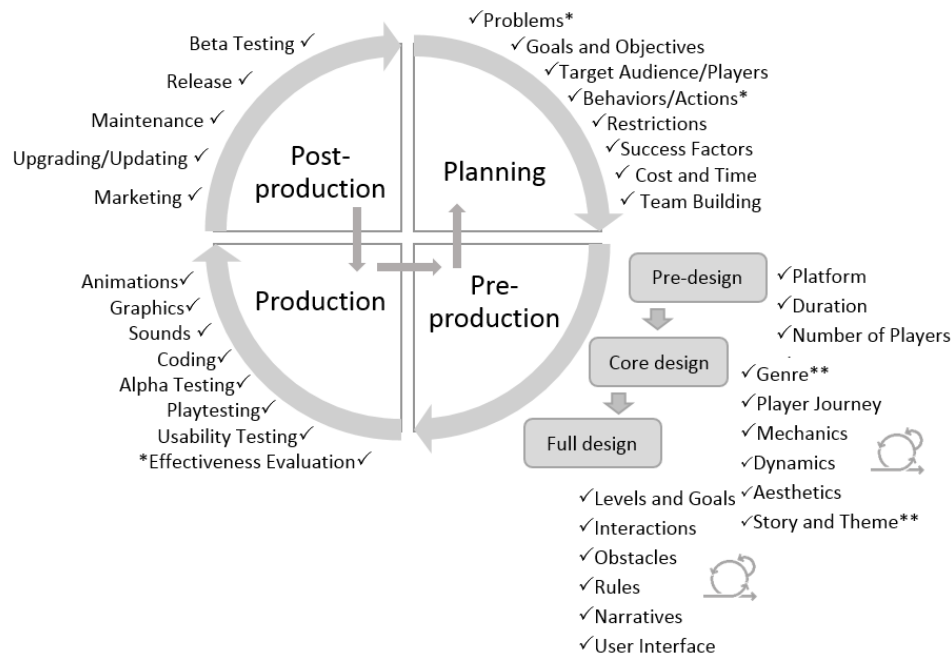 ✓Problems*
✓Goals and Objectives
✓Target Audience/Players
✓Behaviors/Actions*
✓Restrictions
✓Success Factors
✓ Cost and Time
✓ Team Building
Planning
Pre-
production
Pre-design
✓Platform
✓Duration
✓Number of Players
Core design
✓Genre**
✓Player Journey
✓Mechanics
✓Dynamics
✓Aesthetics
✓Story and Theme**
Full design
✓Levels and Goals
✓Interactions
✓Obstacles
✓Rules
✓Narratives
✓User Interface
Production
Animations✓
Graphics✓
Sounds ✓
Coding✓
Alpha Testing✓
Playtesting✓
Usability Testing✓
*Effectiveness Evaluation✓
Post-
production
Beta Testing ✓
Release ✓
Maintenance ✓
Upgrading/Updating ✓
Marketing ✓